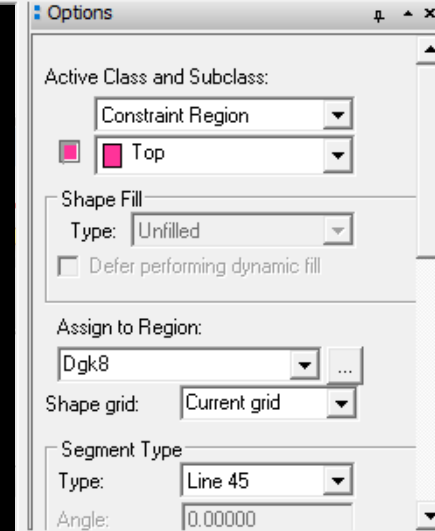 Options
Active Class and Subclass:
Constraint Region
Top
Shape Fill
Type: Unfilled
Defer performing dynamic fill
Assign to Region:
Dgk8
...
Shape grid: Current grid
Segment Type
Type: Line 45
Angle: 0.00000